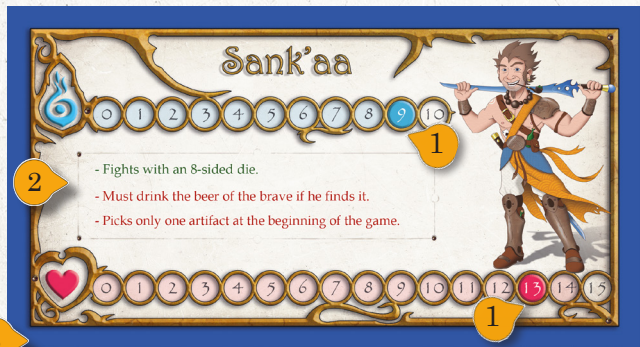 Sank'aa
0 1 2 3 4 5 6 7 8 9 10
1
2
- Fights with an 8-sided die.
- Must drink the beer of the brave if he finds it.
- Picks only one artifact at the beginning of the game.
0 1 2 3 4 5 6 7 8 9 10 11 12 13 14 15
1